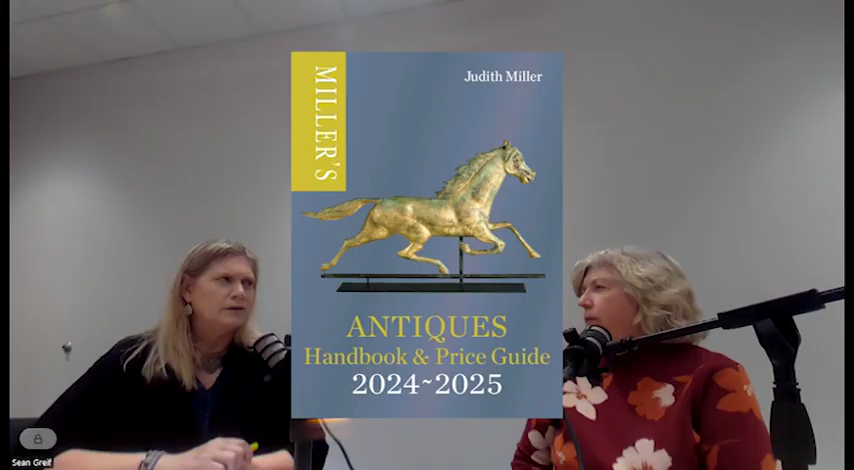 Judith Miller
MILLER'S
ANTIQUES
Handbook & Price Guide
2024~2025
Sean Greif